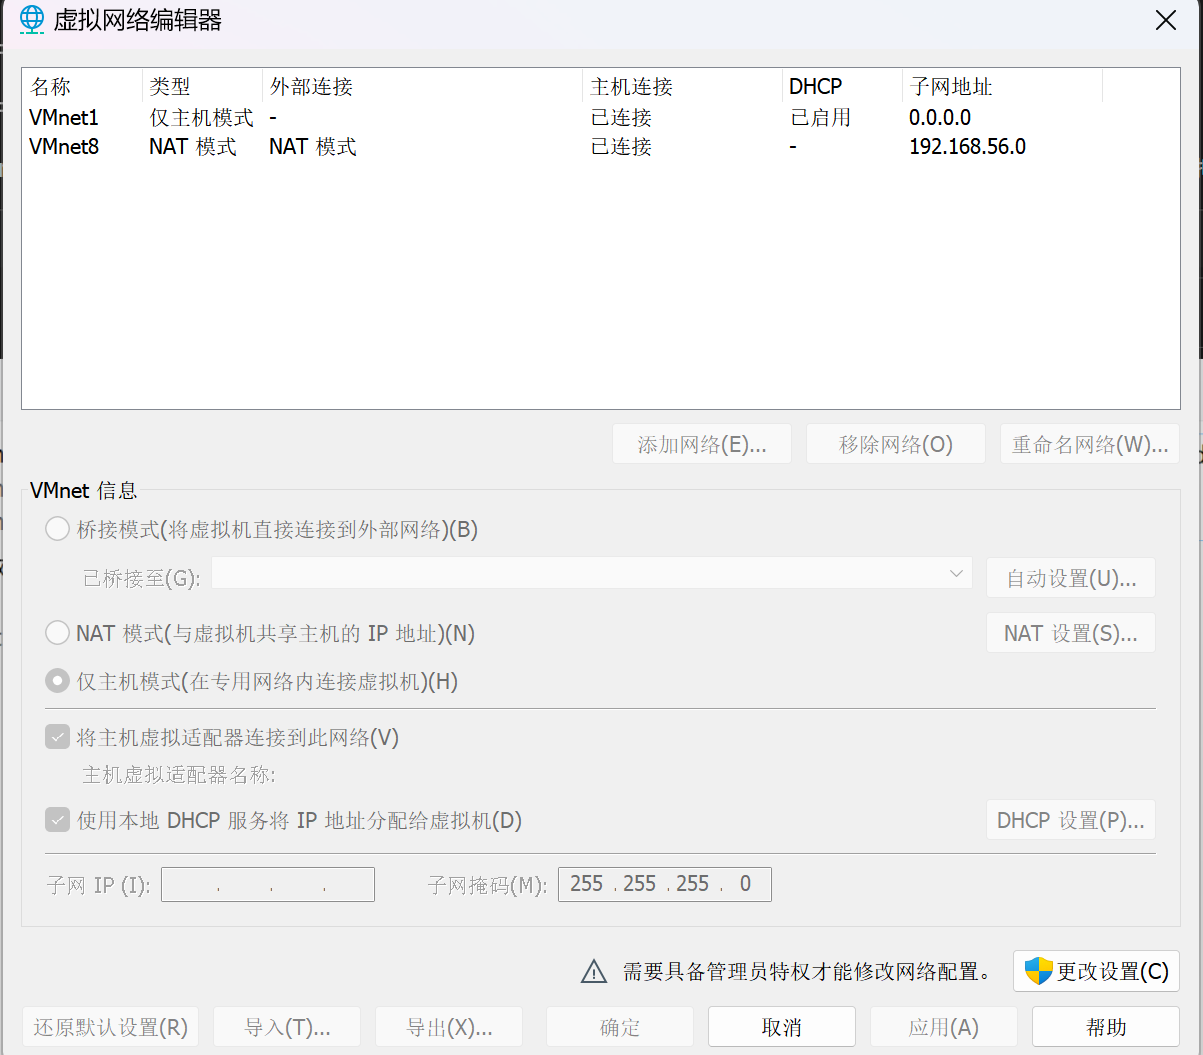 虚拟网络编辑器
名称 类型 外部连接 主机连接 DHCP 子网地址
VMnet1 仅主机模式 - 已连接 已启用 0.0.0.0
VMnet8 NAT 模式 NAT 模式 已连接 - 192.168.56.0
添加网络(E)... 移除网络(O) 重命名网络(W)...
VMnet 信息
桥接模式(将虚拟机直接连接到外部网络)(B)
已桥接至(G): 自动设置(U)...
NAT 模式(与虚拟机共享主机的 IP 地址)(N) NAT 设置(S)...
仅主机模式(在专用网络内连接虚拟机)(H)
将主机虚拟适配器连接到此网络(V)
主机虚拟适配器名称:
使用本地 DHCP 服务将 IP 地址分配给虚拟机(D) DHCP 设置(P)...
子网 IP (I): . . . 子网掩码(M): 255 . 255 . 255 . 0
需要具备管理员特权才能修改网络配置。 更改设置(C)
还原默认设置(R) 导入(T)... 导出(X)... 确定 取消 应用(A) 帮助